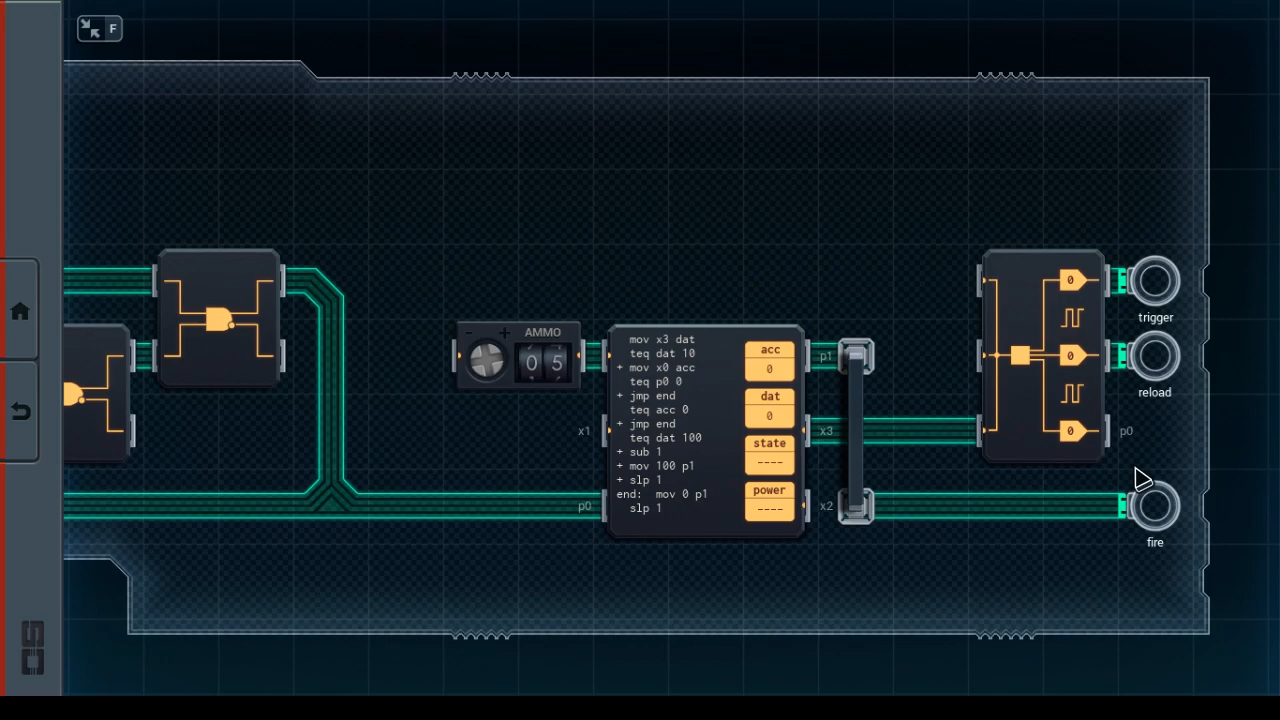 F
AMMO
0 5
mov x3 dat
teq dat 10
+ mov x0 acc
teq p0 0
+ jmp end
teq acc 0
+ jmp end
teq dat 100
+ sub 1
+ mov 100 p1
+ slp 1
end: mov 0 p1
slp 1
acc
0
dat
0
state
----
power
----
x1
p0
p1
x3
x2
0
0
0
trigger
reload
p0
fire